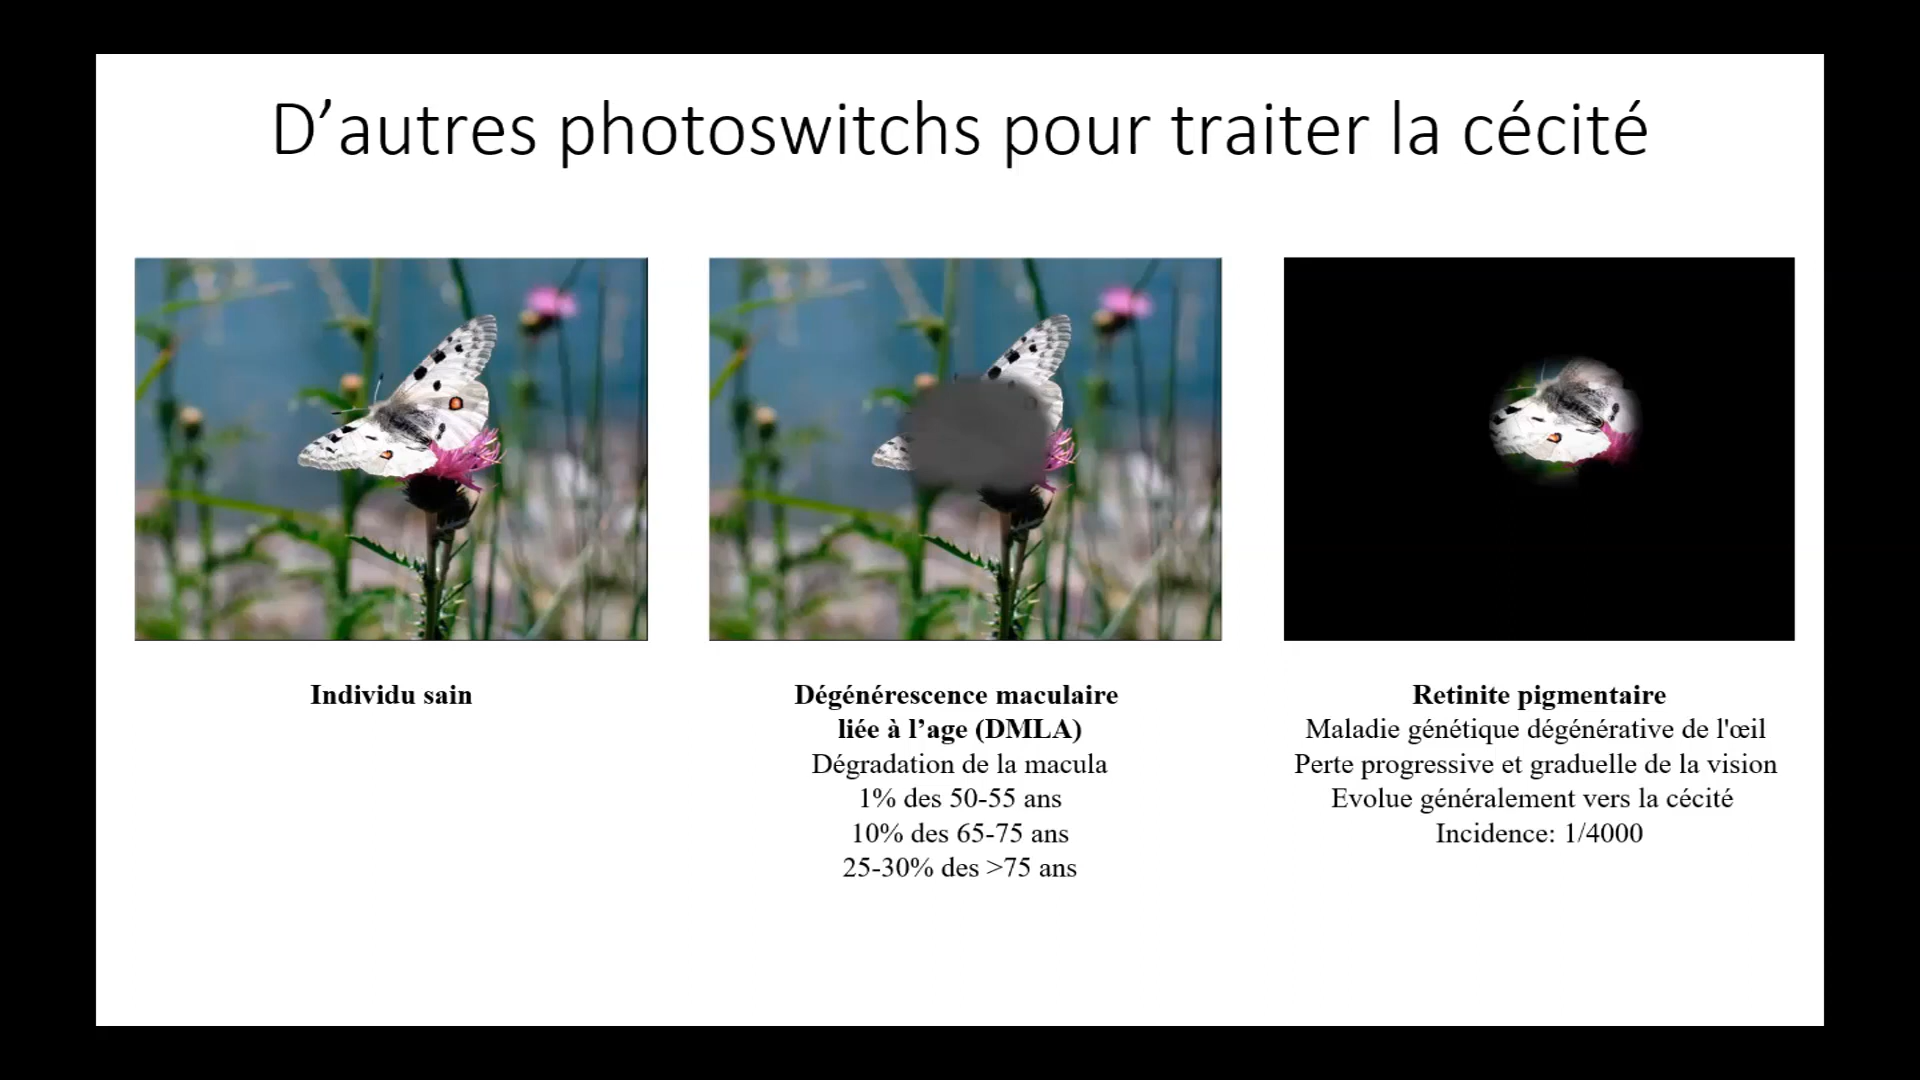 D’autres photoswitchs pour traiter la cécité
Individu sain
Dégénérescence maculaire
liée à l’age (DMLA)
Dégradation de la macula
1% des 50-55 ans
10% des 65-75 ans
25-30% des >75 ans
Retinite pigmentaire
Maladie génétique dégénérative de l'œil
Perte progressive et graduelle de la vision
Evolue généralement vers la cécité
Incidence: 1/4000